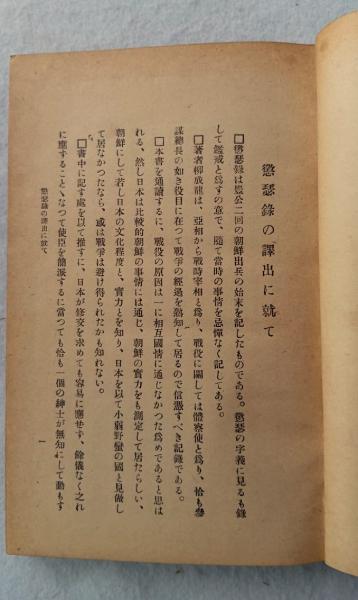 懲毖錄の譯出に就て
□懲毖錄は豊公二囘の朝鮮出兵の始末を記したものである。懲毖の字義に見るも錄
して鑑戒と爲すの意で、隨て當時の事情を忌憚なく記してある。
□著者柳成龍は、亞相から戰時宰相と爲り、戰役に關しては體察使と爲り、恰も參
謀總長の如き役目に在つて戰爭の經過を熟知して居るので信憑すべき記錄である。
□本書を通讀するに、戰役の原因は一に相互國情に通じなかつた爲めであると思は
れる、然し日本は比較的朝鮮の事情には通じ、朝鮮の實力をも測定して居たらしい、
朝鮮にして若し日本の文化程度と、實力とを知り、日本を以て小弱野蠻の國と見做し
て居なかつたなら、或は戰爭は避け得られたかも知れない。
□書中に記す處を以て推すに、日本が修交を求めても容易に應ぜず、餘儀なく之れ
に應することゝなつて使臣を簡派するに當つても恰も一個の紳士が無知にして動もす
懲毖錄の譯出に就て
一